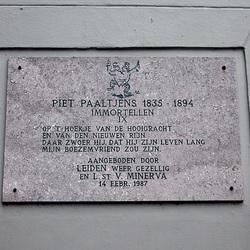 PIET PAALTJENS 1835 - 1894
IMMORTELLEN
IX
OP 'T HOEKJE VAN DE HOOIGRACHT
EN VAN DEN NIEUWEN RIJN
DAAR ZWOER HIJ, DAT HIJ ZIJN LEVEN LANG
MIJN BOEZEMVRIEND ZOU ZIJN.
AANGEBODEN DOOR
LEIDEN WEER GEZELLIG
EN L. ST V. MINERVA
14 FEBR. 1987